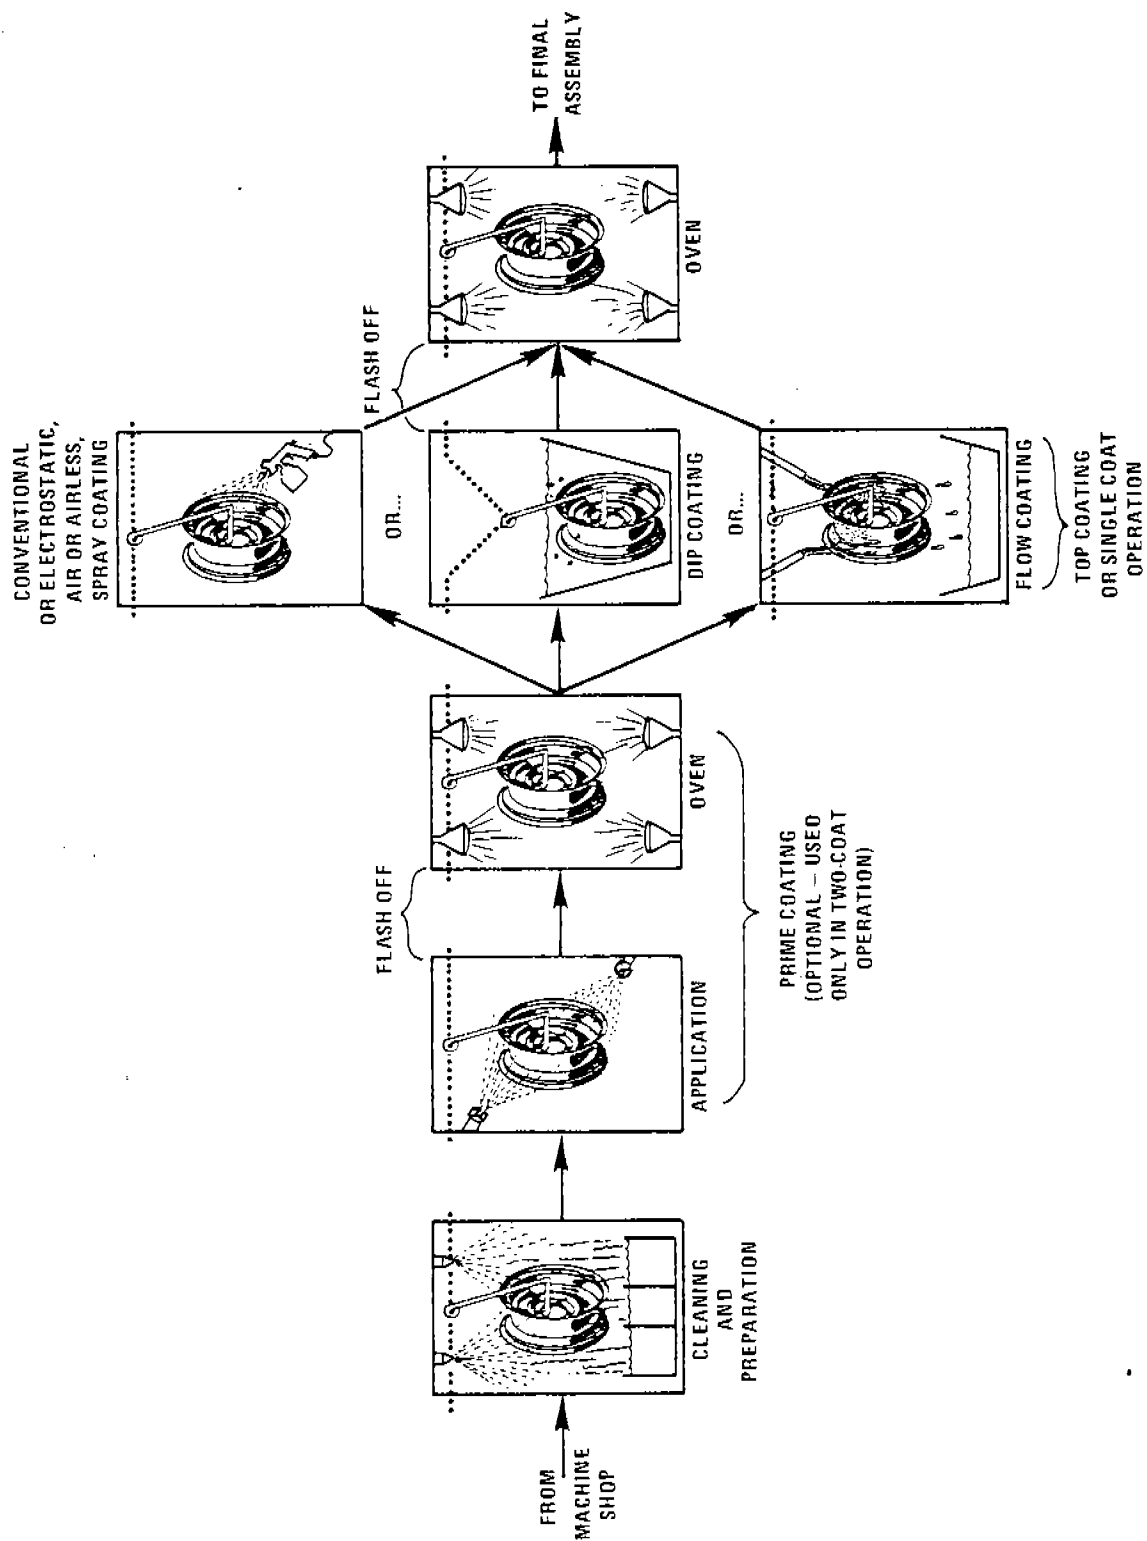 FROM
MACHINE
SHOP
CLEANING
AND
PREPARATION
APPLICATION
FLASH OFF
OVEN
PRIME COATING
(OPTIONAL – USED
ONLY IN TWO-COAT
OPERATION)
CONVENTIONAL
OR ELECTROSTATIC,
AIR OR AIRLESS,
SPRAY COATING
OR...
DIP COATING
OR...
FLOW COATING
TOP COATING
OR SINGLE COAT
OPERATION
FLASH OFF
OVEN
TO FINAL
ASSEMBLY